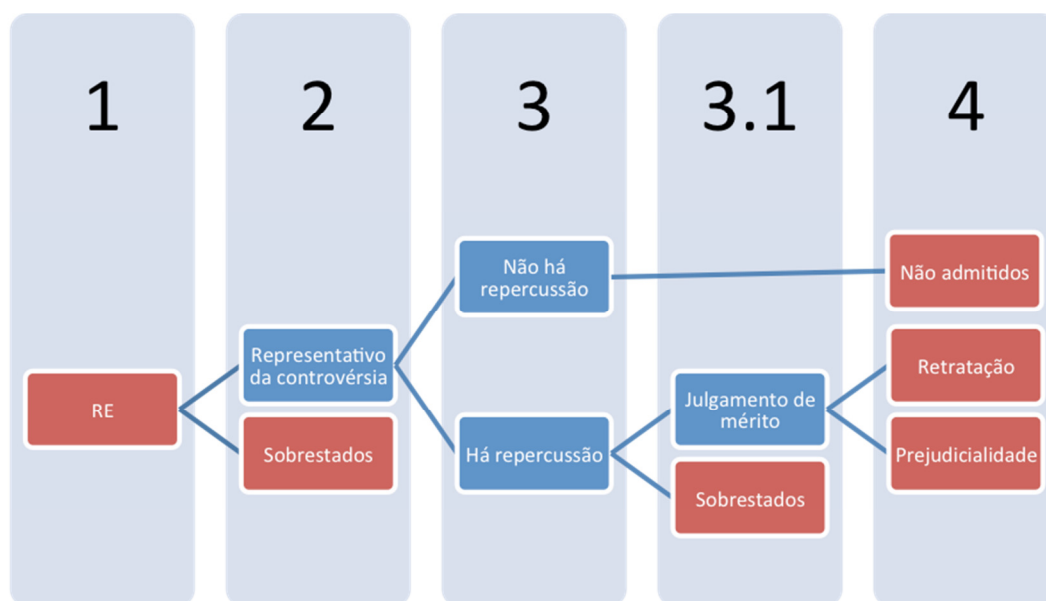 1
2
3
3.1
4
RE
Representativo
da controvérsia
Sobrestados
Não há
repercussão
Há repercussão
Julgamento de
mérito
Sobrestados
Não admitidos
Retratação
Prejudicialidade